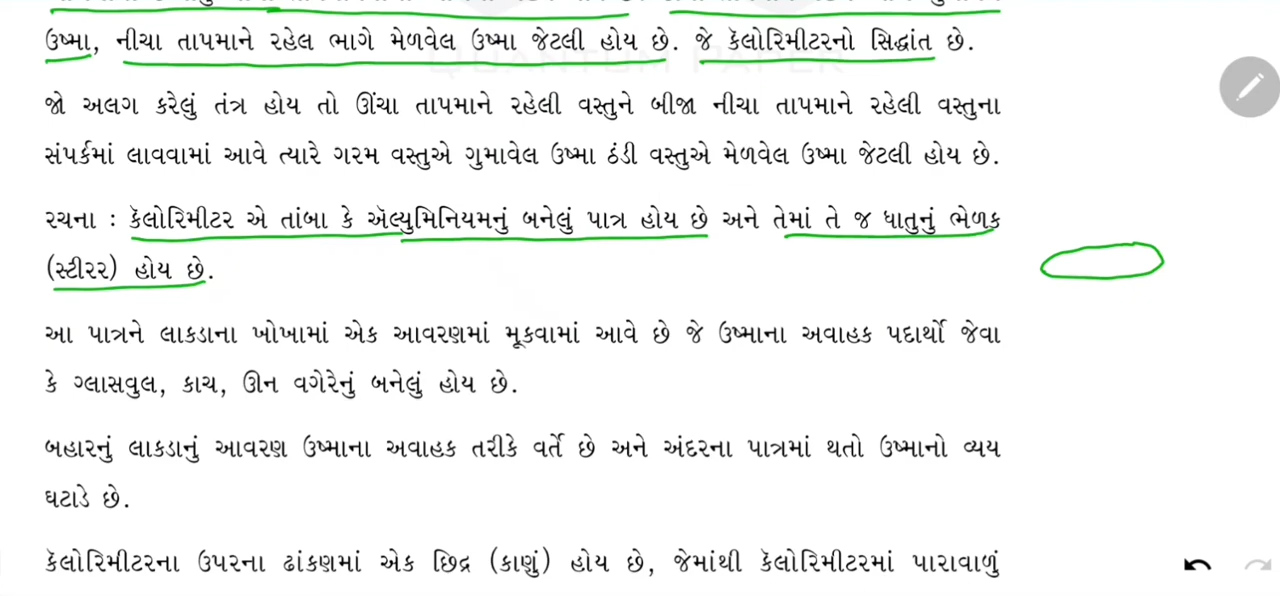 ઉષ્મા, નીચા તાપમાને રહેલ ભાગે મેળવેલ ઉષ્મા જેટલી હોય છે. જે કૅલોરિમીટરનો સિદ્ધાંત છે.
જો અલગ કરેલું તંત્ર હોય તો ઊંચા તાપમાને રહેલી વસ્તુને બીજા નીચા તાપમાને રહેલી વસ્તુના
સંપર્કમાં લાવવામાં આવે ત્યારે ગરમ વસ્તુએ ગુમાવેલ ઉષ્મા ઠંડી વસ્તુએ મેળવેલ ઉષ્મા જેટલી હોય છે.
રચના : કૅલોરિમીટર એ તાંબા કે ઍલ્યુમિનિયમનું બનેલું પાત્ર હોય છે અને તેમાં તે જ ધાતુનું ભેળક
(સ્ટીરર) હોય છે.
આ પાત્રને લાકડાના ખોખામાં એક આવરણમાં મૂકવામાં આવે છે જે ઉષ્માના અવાહક પદાર્થો જેવા
કે ગ્લાસવુલ, કાચ, ઊન વગેરેનું બનેલું હોય છે.
બહારનું લાકડાનું આવરણ ઉષ્માના અવાહક તરીકે વર્તે છે અને અંદરના પાત્રમાં થતો ઉષ્માનો વ્યય
ઘટાડે છે.
કૅલોરિમીટરના ઉપરના ઢાંકણમાં એક છિદ્ર (કાણું) હોય છે, જેમાંથી કૅલોરિમીટરમાં પારાવાળું